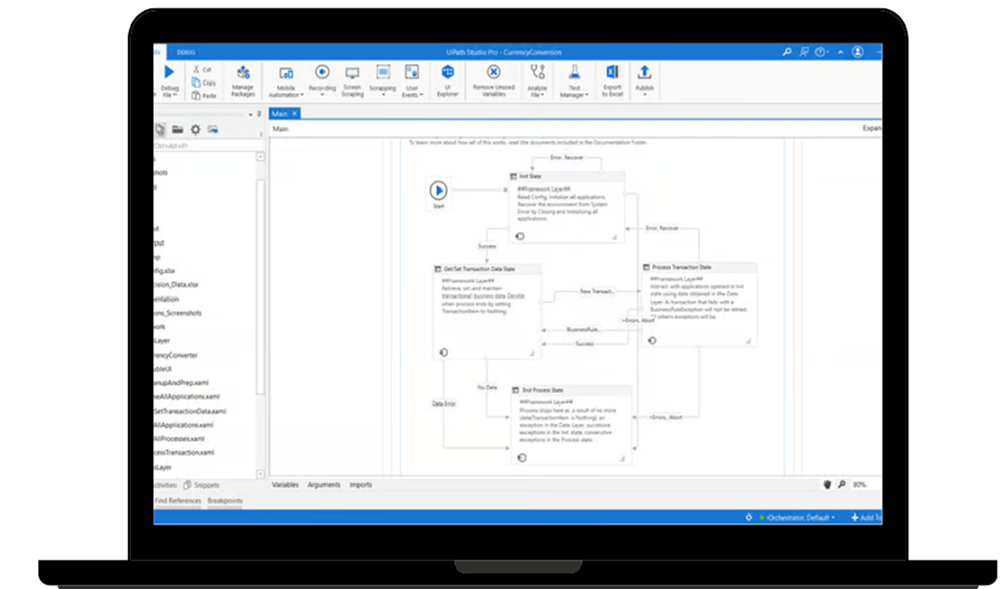 DEBUG
UiPath Studio Pro - CurrencyConversion
Debug File
Cut
Copy
Paste
Manage Packages
Mobile Automation
Recording
Screen Scraping
Scrapping
User Events
UI Explorer
Remove Unused Variables
Analyze File
Test Manager
Export to Excel
Publish
Main
Main
Expan
To learn more about how all of this works, read the documents included in the Documentation Folder.
Error, Recover
Start
Init State
##Framework Layer##
Read Config. Initialize all applications.
Recover the environment from System
Error by Closing and Initializing all
applications.
Success
Error, Recover
Get/Set Transaction Data State
##Framework Layer##
Retrieve, set and maintain
transactional business data. Decide
when process ends by setting
TransactionItem to Nothing.
New Transact...
Process Transaction State
##Framework Layer##
Interact with applications opened in Init
state using data obtained in the Data
Layer. A transaction that fails with a
BusinessRuleException will not be retried.
others exceptions will be.
+Errors, Abort
BusinessRule...
Success
No Data
Data Error
End Process State
##Framework Layer##
Process stops here as a result of no more
data(TransactionItem is Nothing), an
exception in the Data Layer, successive
exceptions in the Init state, consecutive
exceptions in the Process state.
+Errors, Abort
hots
ut
put
mp
fig.xlsx
ision_Data.xlsx
entation
ons_Screenshots
work
Layer
rencyConverter
ableUI
anupAndPrep.xaml
eAllApplications.xaml
SetTransactionData.xaml
AllApplications.xaml
AllProcesses.xaml
cessTransaction.xaml
sLayer
ctivities
Snippets
Variables
Arguments
Imports
80%
Find References
Breakpoints
Orchestrator, Default
Add To